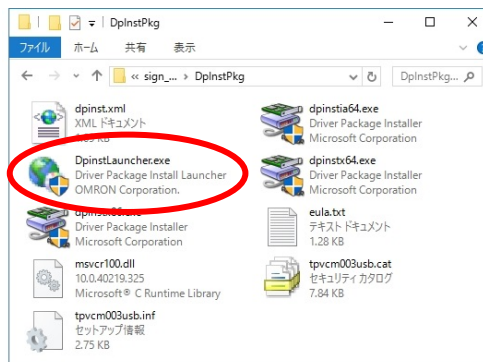 DpInstPkg
ファイル ホーム 共有 表示
« sign_... › DpInstPkg
DpInstPkg...
dpinst.xml
XML ドキュメント
dpinstia64.exe
Driver Package Installer
Microsoft Corporation
DpinstLauncher.exe
Driver Package Install Launcher
OMRON Corporation.
dpinstx64.exe
Driver Package Installer
Microsoft Corporation
Driver Package Installer
Microsoft Corporation
eula.txt
テキスト ドキュメント
1.28 KB
msvcr100.dll
10.0.40219.325
Microsoft® C Runtime Library
tpvcm003usb.cat
セキュリティ カタログ
7.84 KB
tpvcm003usb.inf
セットアップ情報
2.75 KB